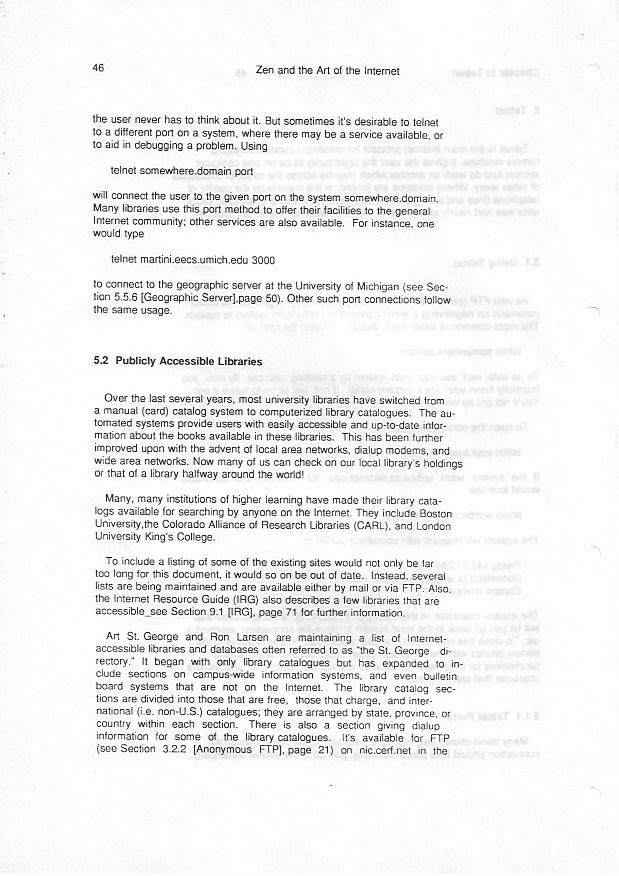 46
Zen and the Art of the Internet
the user never has to think about it. But sometimes it's desirable to telnet
to a different port on a system, where there may be a service available, or
to aid in debugging a problem. Using
telnet somewhere.domain port
will connect the user to the given port on the system somewhere.domain.
Many libraries use this port method to offer their facilities to the general
Internet community; other services are also available. For instance, one
would type
telnet martini.eecs.umich.edu 3000
to connect to the geographic server at the University of Michigan (see Sec-
tion 5.5.6 [Geographic Server],page 50). Other such port connections follow
the same usage.
5.2 Publicly Accessible Libraries
Over the last several years, most university libraries have switched from
a manual (card) catalog system to computerized library catalogues. The au-
tomated systems provide users with easily accessible and up-to-date infor-
mation about the books available in these libraries. This has been further
improved upon with the advent of local area networks, dialup modems, and
wide area networks. Now many of us can check on our local library's holdings
or that of a library halfway around the world!
Many, many institutions of higher learning have made their library cata-
logs available for searching by anyone on the Internet. They include Boston
University,the Colorado Alliance of Research Libraries (CARL), and London
University King's College.
To include a listing of some of the existing sites would not only be far
too long for this document, it would so on be out of date. Instead, several
lists are being maintained and are available either by mail or via FTP. Also,
the Internet Resource Guide (IRG) also describes a few libraries that are
accessible_see Section 9.1 [IRG], page 71 for further information.
Art St. George and Ron Larsen are maintaining a list of Internet-
accessible libraries and databases often referred to as "the St. George di-
rectory." It began with only library catalogues but has expanded to in-
clude sections on campus-wide information systems, and even bulletin
board systems that are not on the Internet. The library catalog sec-
tions are divided into those that are free, those that charge, and inter-
national (i.e. non-U.S.) catalogues; they are arranged by state, province, or
country within each section. There is also a section giving dialup
information for some of the library catalogues. It's available for FTP
(see Section 3.2.2 [Anonymous FTP], page 21) on nic.cerf.net in the